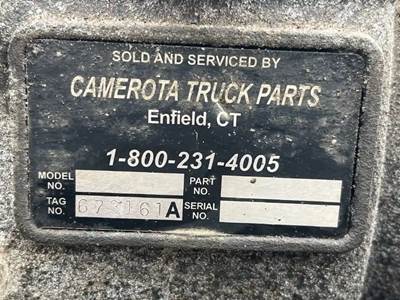 SOLD AND SERVICED BY
CAMEROTA TRUCK PARTS
Enfield, CT
1-800-231-4005
MODEL NO. PART NO.
TAG NO. 673161 A SERIAL NO.